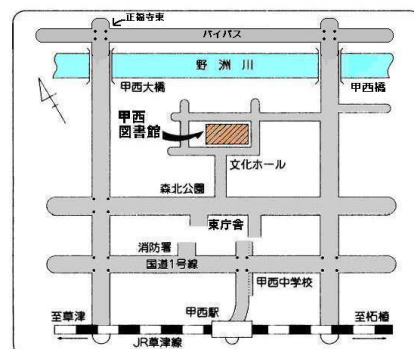 正福寺東
バイパス
野洲川
甲西大橋
甲西橋
甲西
図書館
文化ホール
森北公園
東庁舎
消防署
国道1号線
甲西中学校
至草津
甲西駅
至柘植
JR草津線